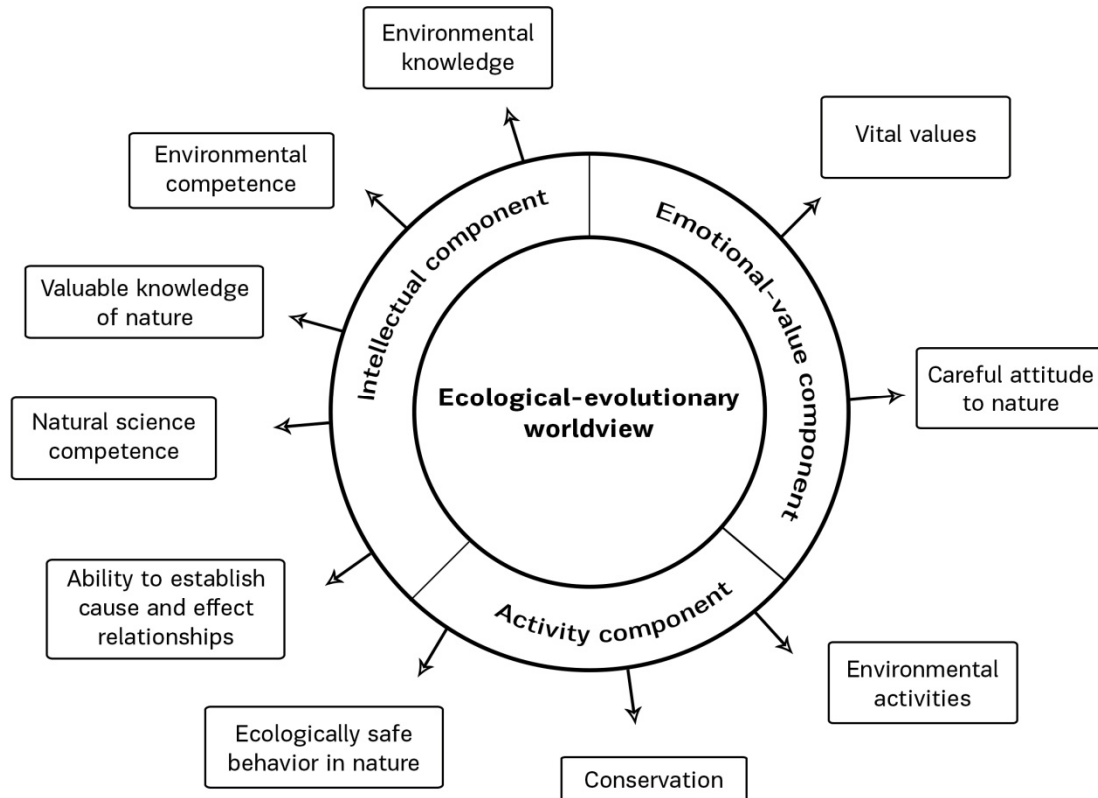 Environmental
knowledge
Vital values
Environmental
competence
Intellectual component
Emotional-value component
Valuable knowledge
of nature
Careful attitude
to nature
Ecological-evolutionary
worldview
Natural science
competence
Ability to establish
cause and effect
relationships
Activity component
Environmental
activities
Ecologically safe
behavior in nature
Conservation